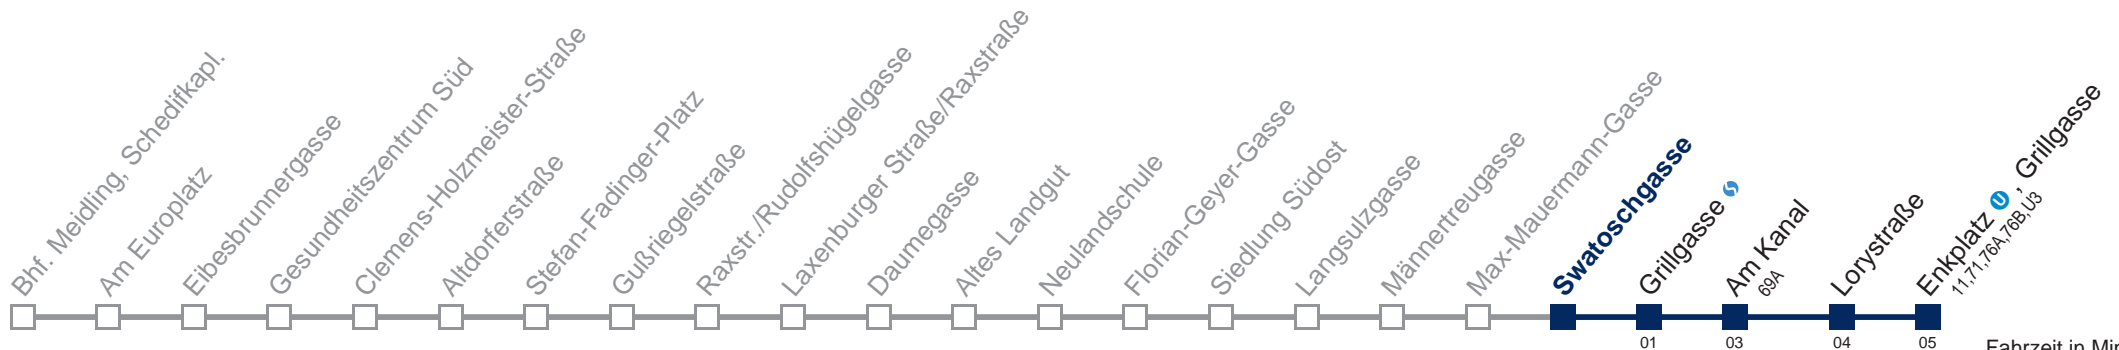 Bhf. Meidling, Schedifkapl.
Am Europlatz
Eibesbrunnergasse
Gesundheitszentrum Süd
Clemens-Holzmeister-Straße
Altdorferstraße
Stefan-Fadinger-Platz
Gußriegelstraße
Raxstr./Rudolfshügelgasse
Laxenburger Straße/Raxstraße
Daumegasse
Altes Landgut
Neulandschule
Florian-Geyer-Gasse
Siedlung Südost
Langsulzgasse
Männertreugasse
Max-Mauermann-Gasse
Swatoschgasse
Grillgasse
Am Kanal
69A
Lorystraße
Enkplatz U , Grillgasse
11,71,76A,76B,U3
01
03
04
05
Fahrzeit in